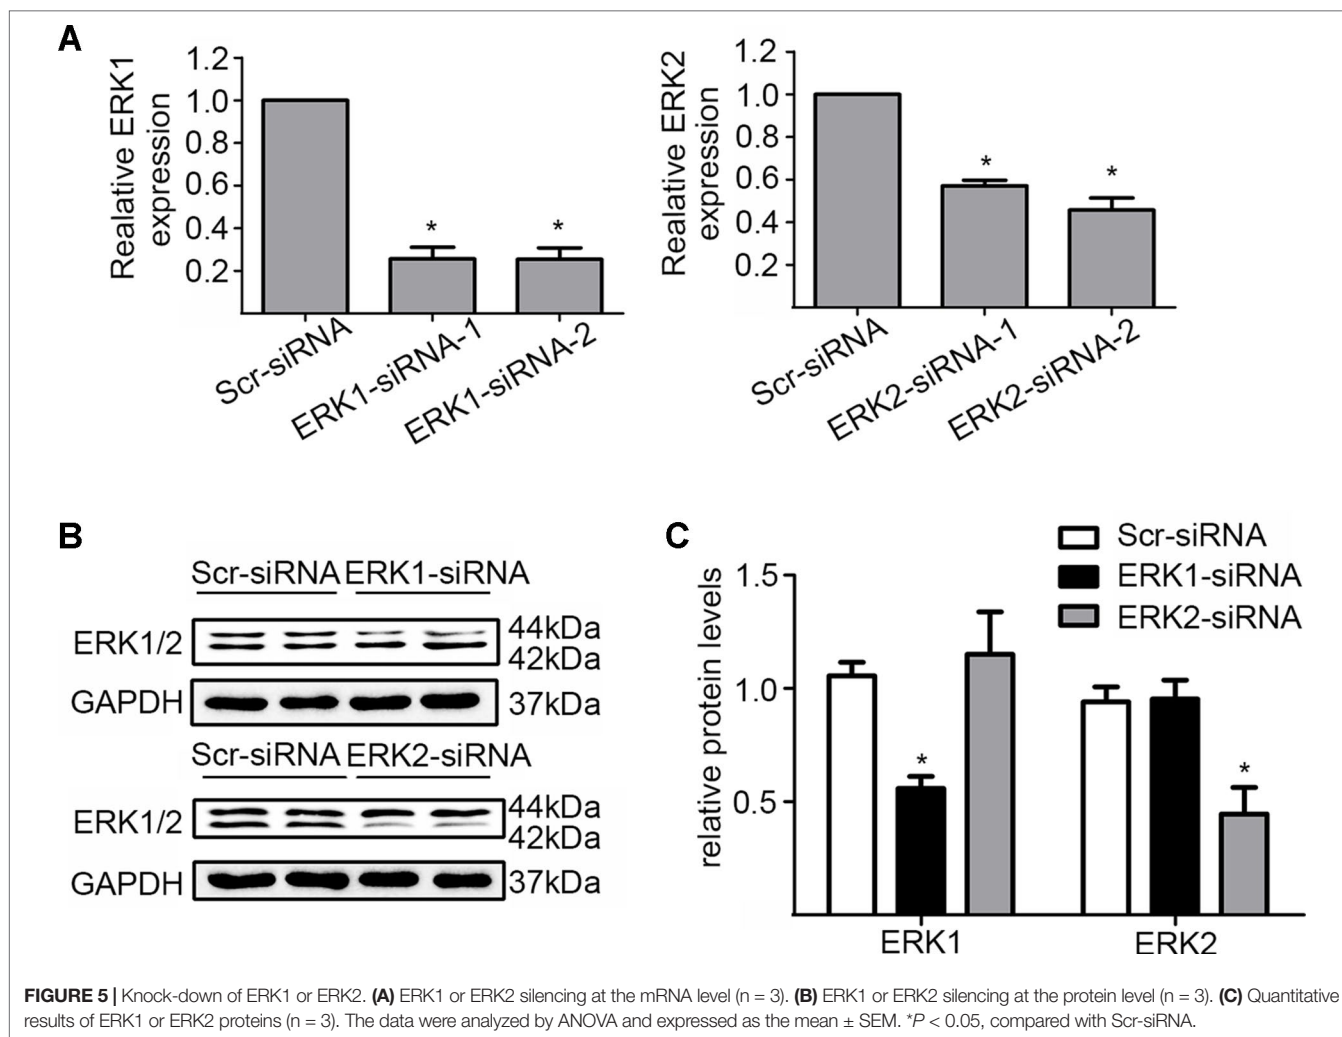 A
Realative ERK1
expression
1.2
1.0
0.8
0.6
0.4
0.2
*
*
Scr-siRNA
ERK1-siRNA-1
ERK1-siRNA-2
Realative ERK2
expression
1.2
1.0
0.8
0.6
0.4
0.2
*
*
Scr-siRNA
ERK2-siRNA-1
ERK2-siRNA-2
B
Scr-siRNA ERK1-siRNA
ERK1/2
44kDa
42kDa
GAPDH
37kDa
Scr-siRNA ERK2-siRNA
ERK1/2
44kDa
42kDa
GAPDH
37kDa
C
Scr-siRNA
ERK1-siRNA
ERK2-siRNA
relative protein levels
1.5
1.0
0.5
*
*
ERK1
ERK2
FIGURE 5 | Knock-down of ERK1 or ERK2. (A) ERK1 or ERK2 silencing at the mRNA level (n = 3). (B) ERK1 or ERK2 silencing at the protein level (n = 3). (C) Quantitative
results of ERK1 or ERK2 proteins (n = 3). The data were analyzed by ANOVA and expressed as the mean ± SEM. *P < 0.05, compared with Scr-siRNA.